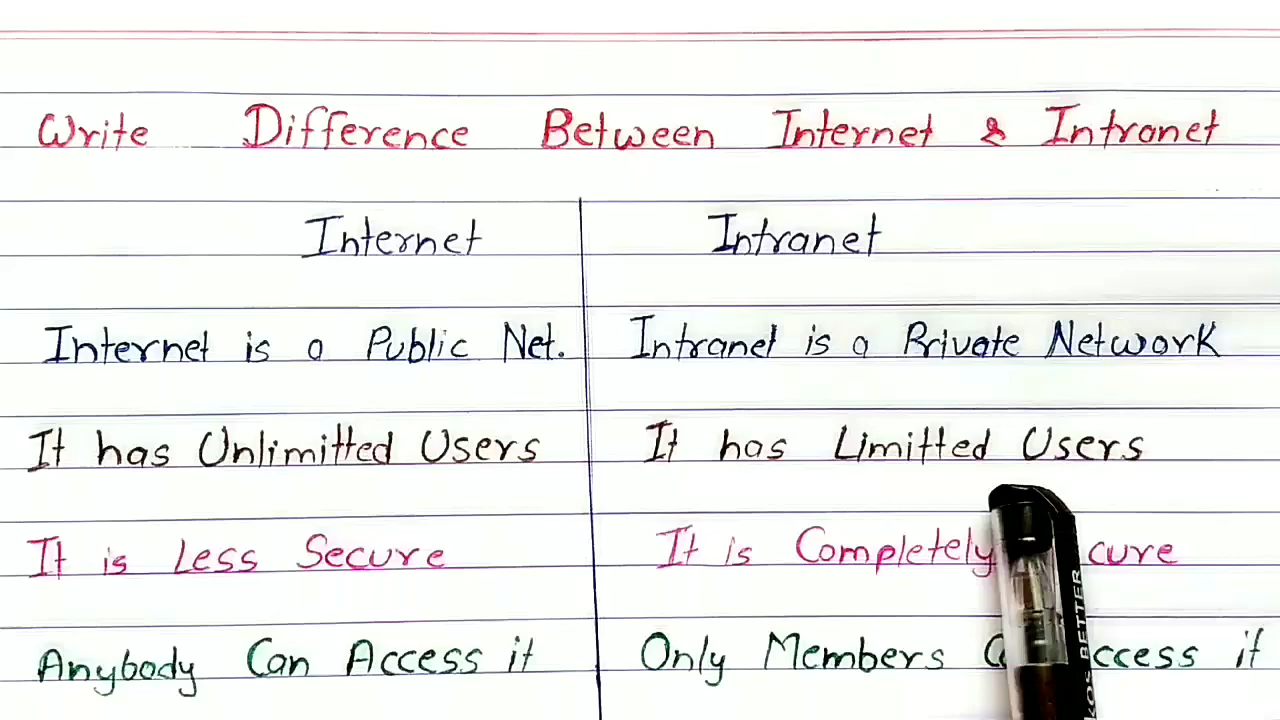 Write Difference Between Internet & Intranet
Internet Intranet
Internet is a Public Net. Intranet is a Private Network
It has Unlimitted Users It has Limitted Users
It is Less Secure It is Completely cure
Anybody Can Access it Only Members ccess it
KOS BETTER